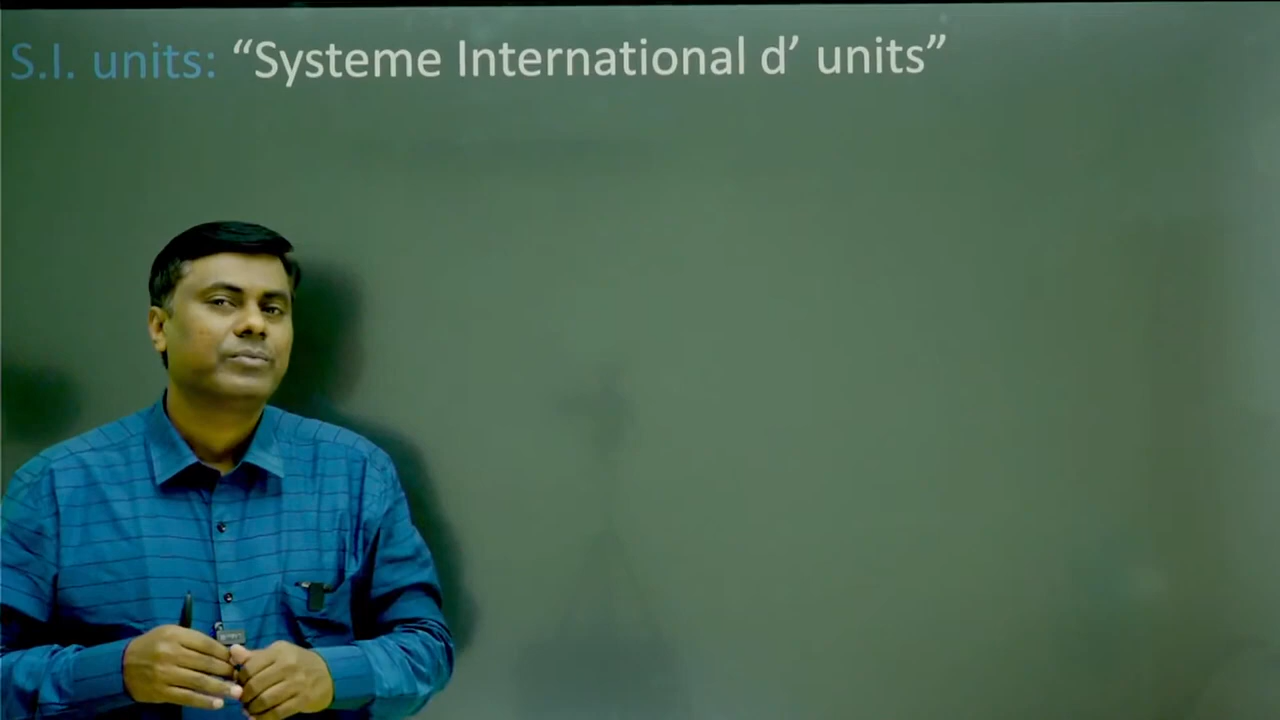 S.I. units: “Systeme International d’ units”